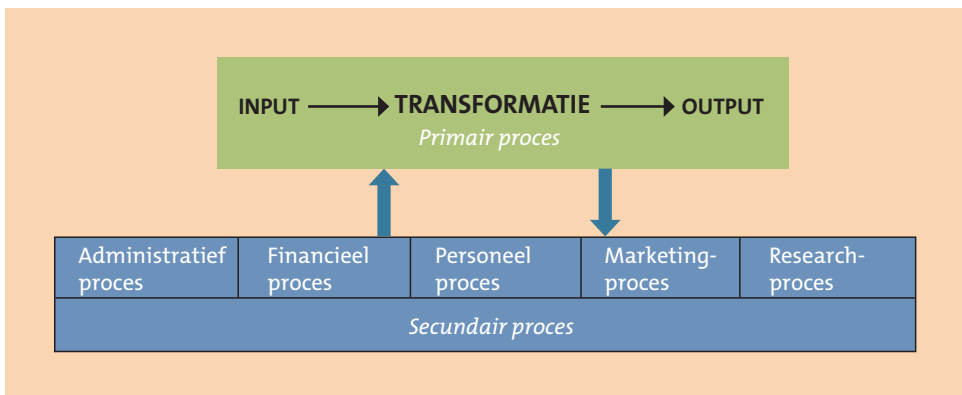 INPUT TRANSFORMATIE OUTPUT
Primair proces
Administratief Financieel Personeel Marketing- Research-
proces proces proces proces proces
Secundair proces